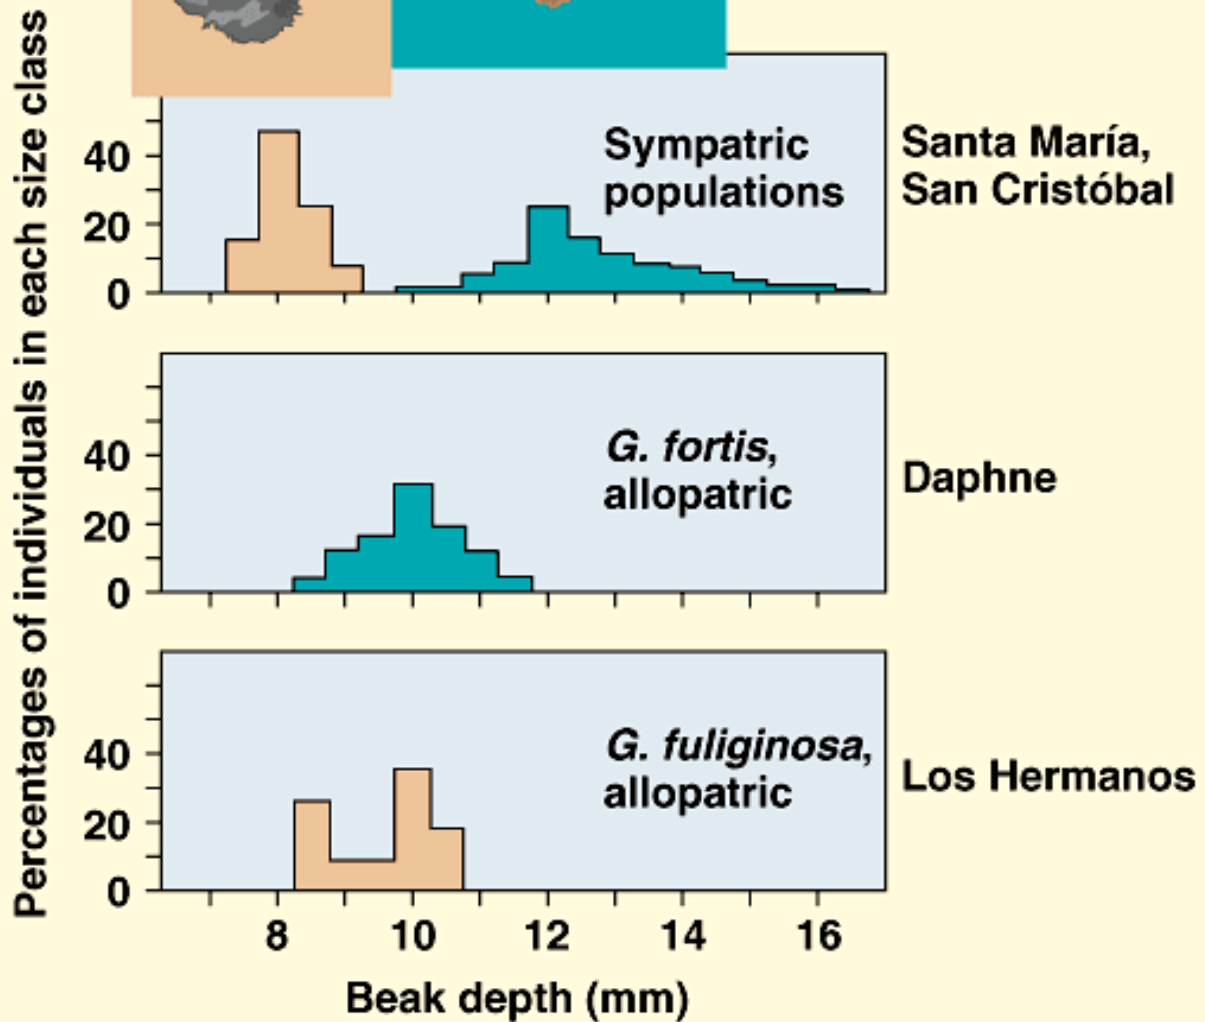 Percentages of individuals in each size class
40
20
0
Sympatric
populations
Santa María,
San Cristóbal
40
20
0
G. fortis,
allopatric
Daphne
40
20
0
G. fuliginosa,
allopatric
Los Hermanos
8 10 12 14 16
Beak depth (mm)